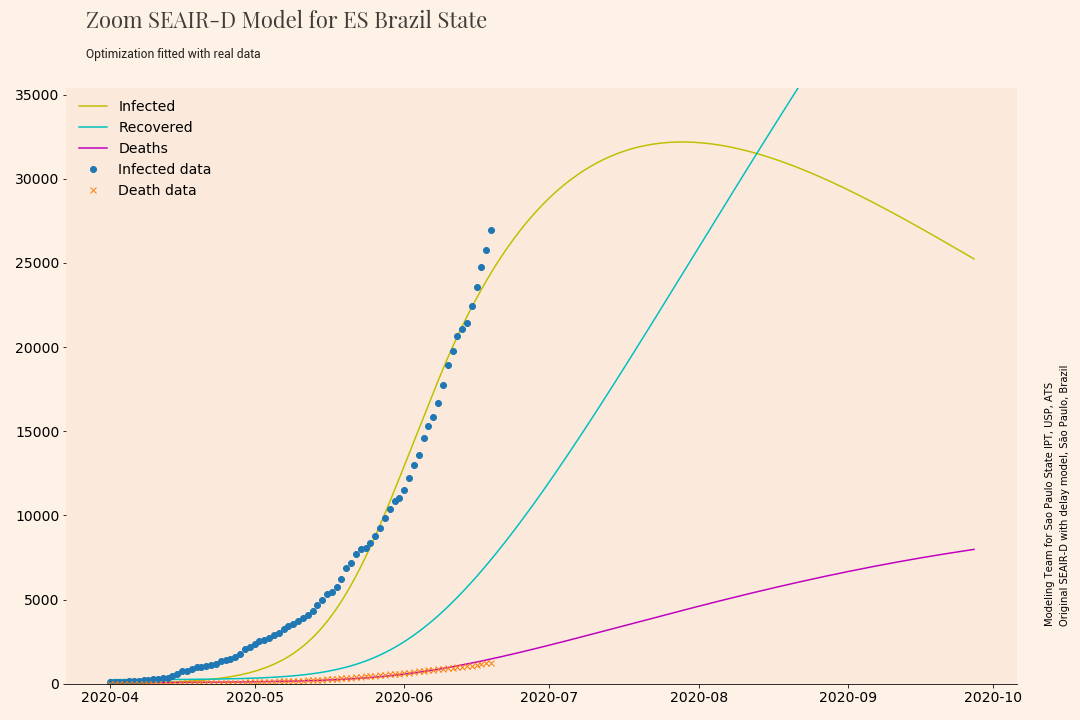 Zoom SEAIR-D Model for ES Brazil State
Optimization fitted with real data
35000
30000
25000
20000
15000
10000
5000
0
Infected
Recovered
Deaths
Infected data
Death data
2020-04
2020-05
2020-06
2020-07
2020-08
2020-09
2020-10
Modeling Team for Sao Paulo State IPT, USP, ATS
Original SEAIR-D with delay model, São Paulo, Brazil